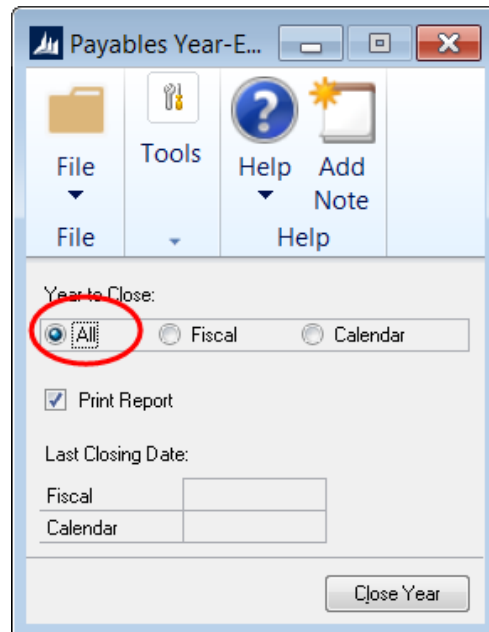 Payables Year-E...
File
Tools
Help
Add
Note
File
Help
Year to Close:
All Fiscal Calendar
Print Report
Last Closing Date:
Fiscal
Calendar
Close Year